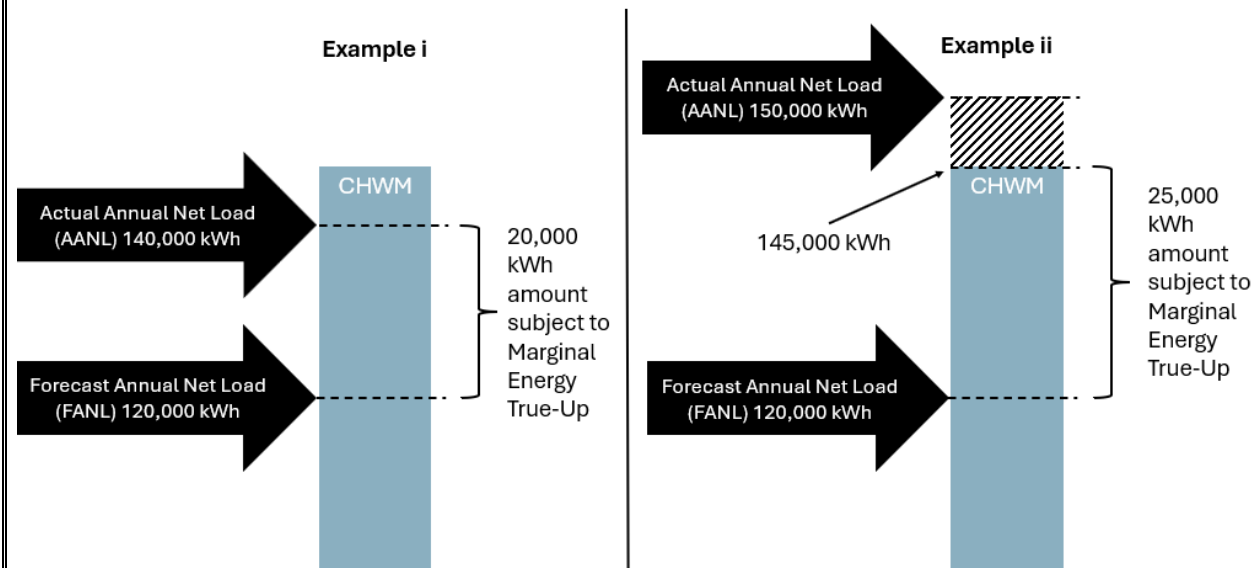 Example i
CHWM
Actual Annual Net Load
(AANL) 140,000 kWh
20,000
kWh
amount
subject to
Marginal
Energy
True-Up
Forecast Annual Net Load
(FANL) 120,000 kWh
Example ii
Actual Annual Net Load
(AANL) 150,000 kWh
CHWM
145,000 kWh
25,000
kWh
amount
subject to
Marginal
Energy
True-Up
Forecast Annual Net Load
(FANL) 120,000 kWh